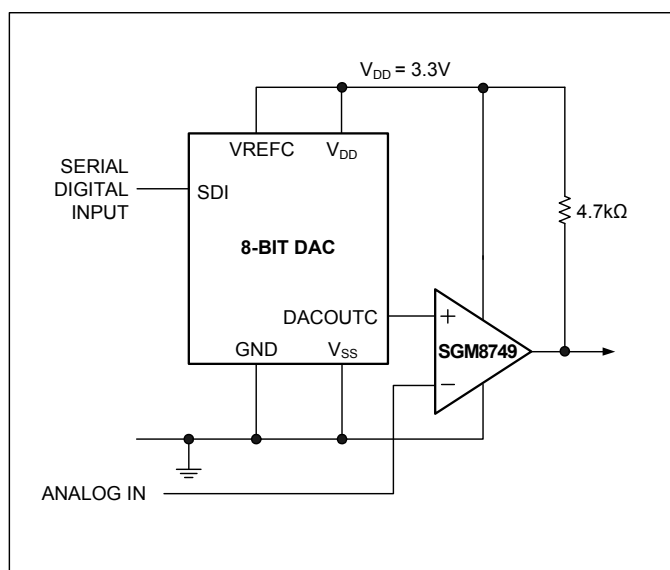 V_DD = 3.3V
VREFC V_DD
SERIAL
DIGITAL
INPUT
SDI
4.7kΩ
8-BIT DAC
DACOUTC
+
SGM8749
GND V_SS
−
ANALOG IN